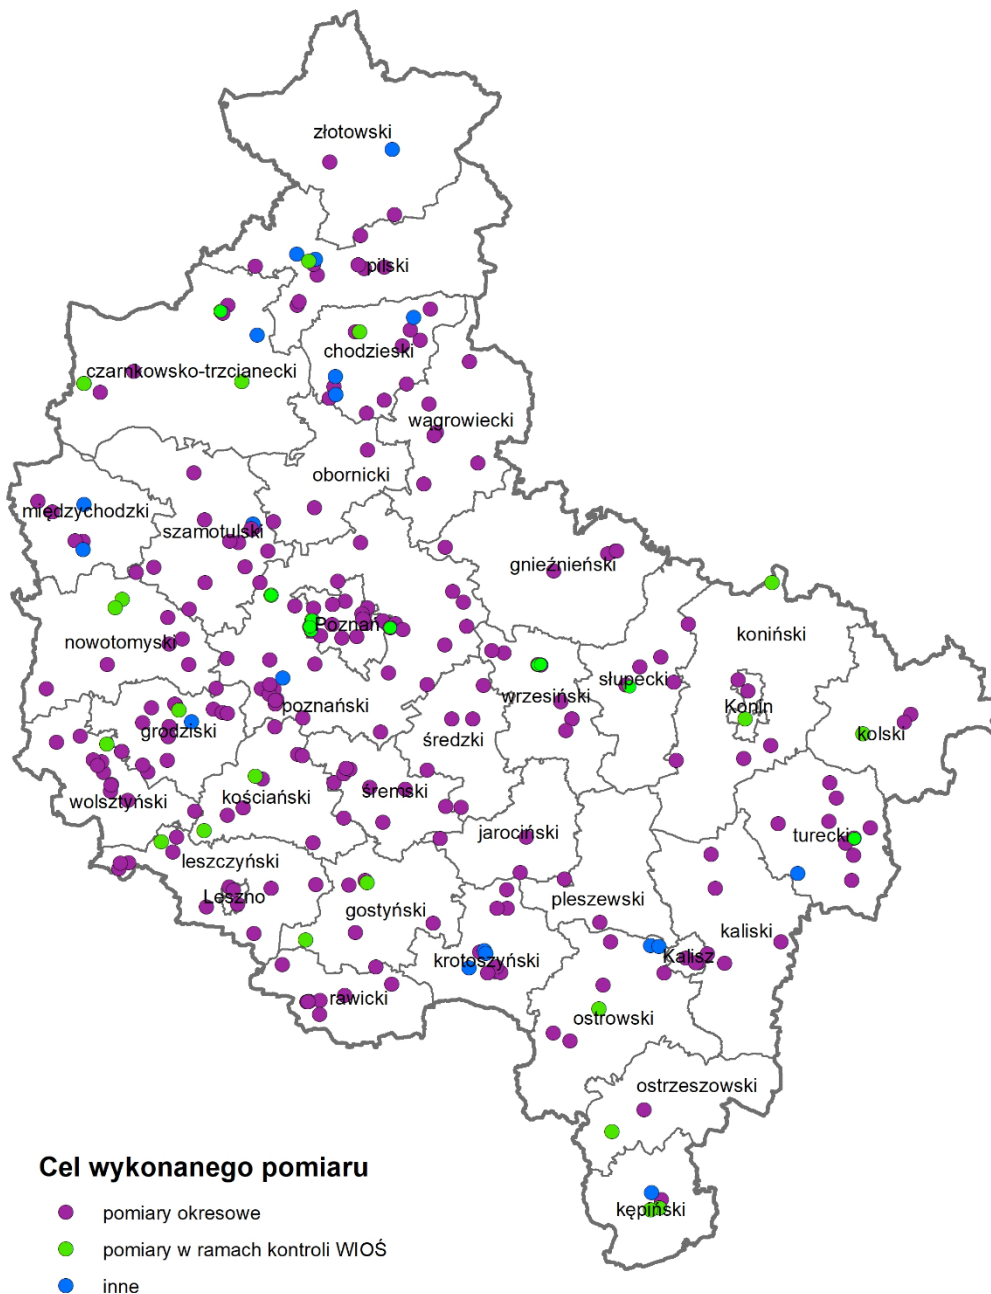 złotowski
pilski
chodzieski
czarnkowsko-trzcianecki
wągrowiecki
obornicki
międzychodzki
szamotulski
gnieźnieński
Poznań
nowotomyski
koniński
słupecki
wrzesiński
poznański
Konin
grodziski
średzki
kolski
wolsztyński
kościański
śremski
jarociński
turecki
leszczyński
Leszno
gostyński
pleszewski
kaliski
krotoszyński
Kalisz
rawicki
ostrowski
ostrzeszowski
kępiński
Cel wykonanego pomiaru
pomiary okresowe
pomiary w ramach kontroli WIOŚ
inne